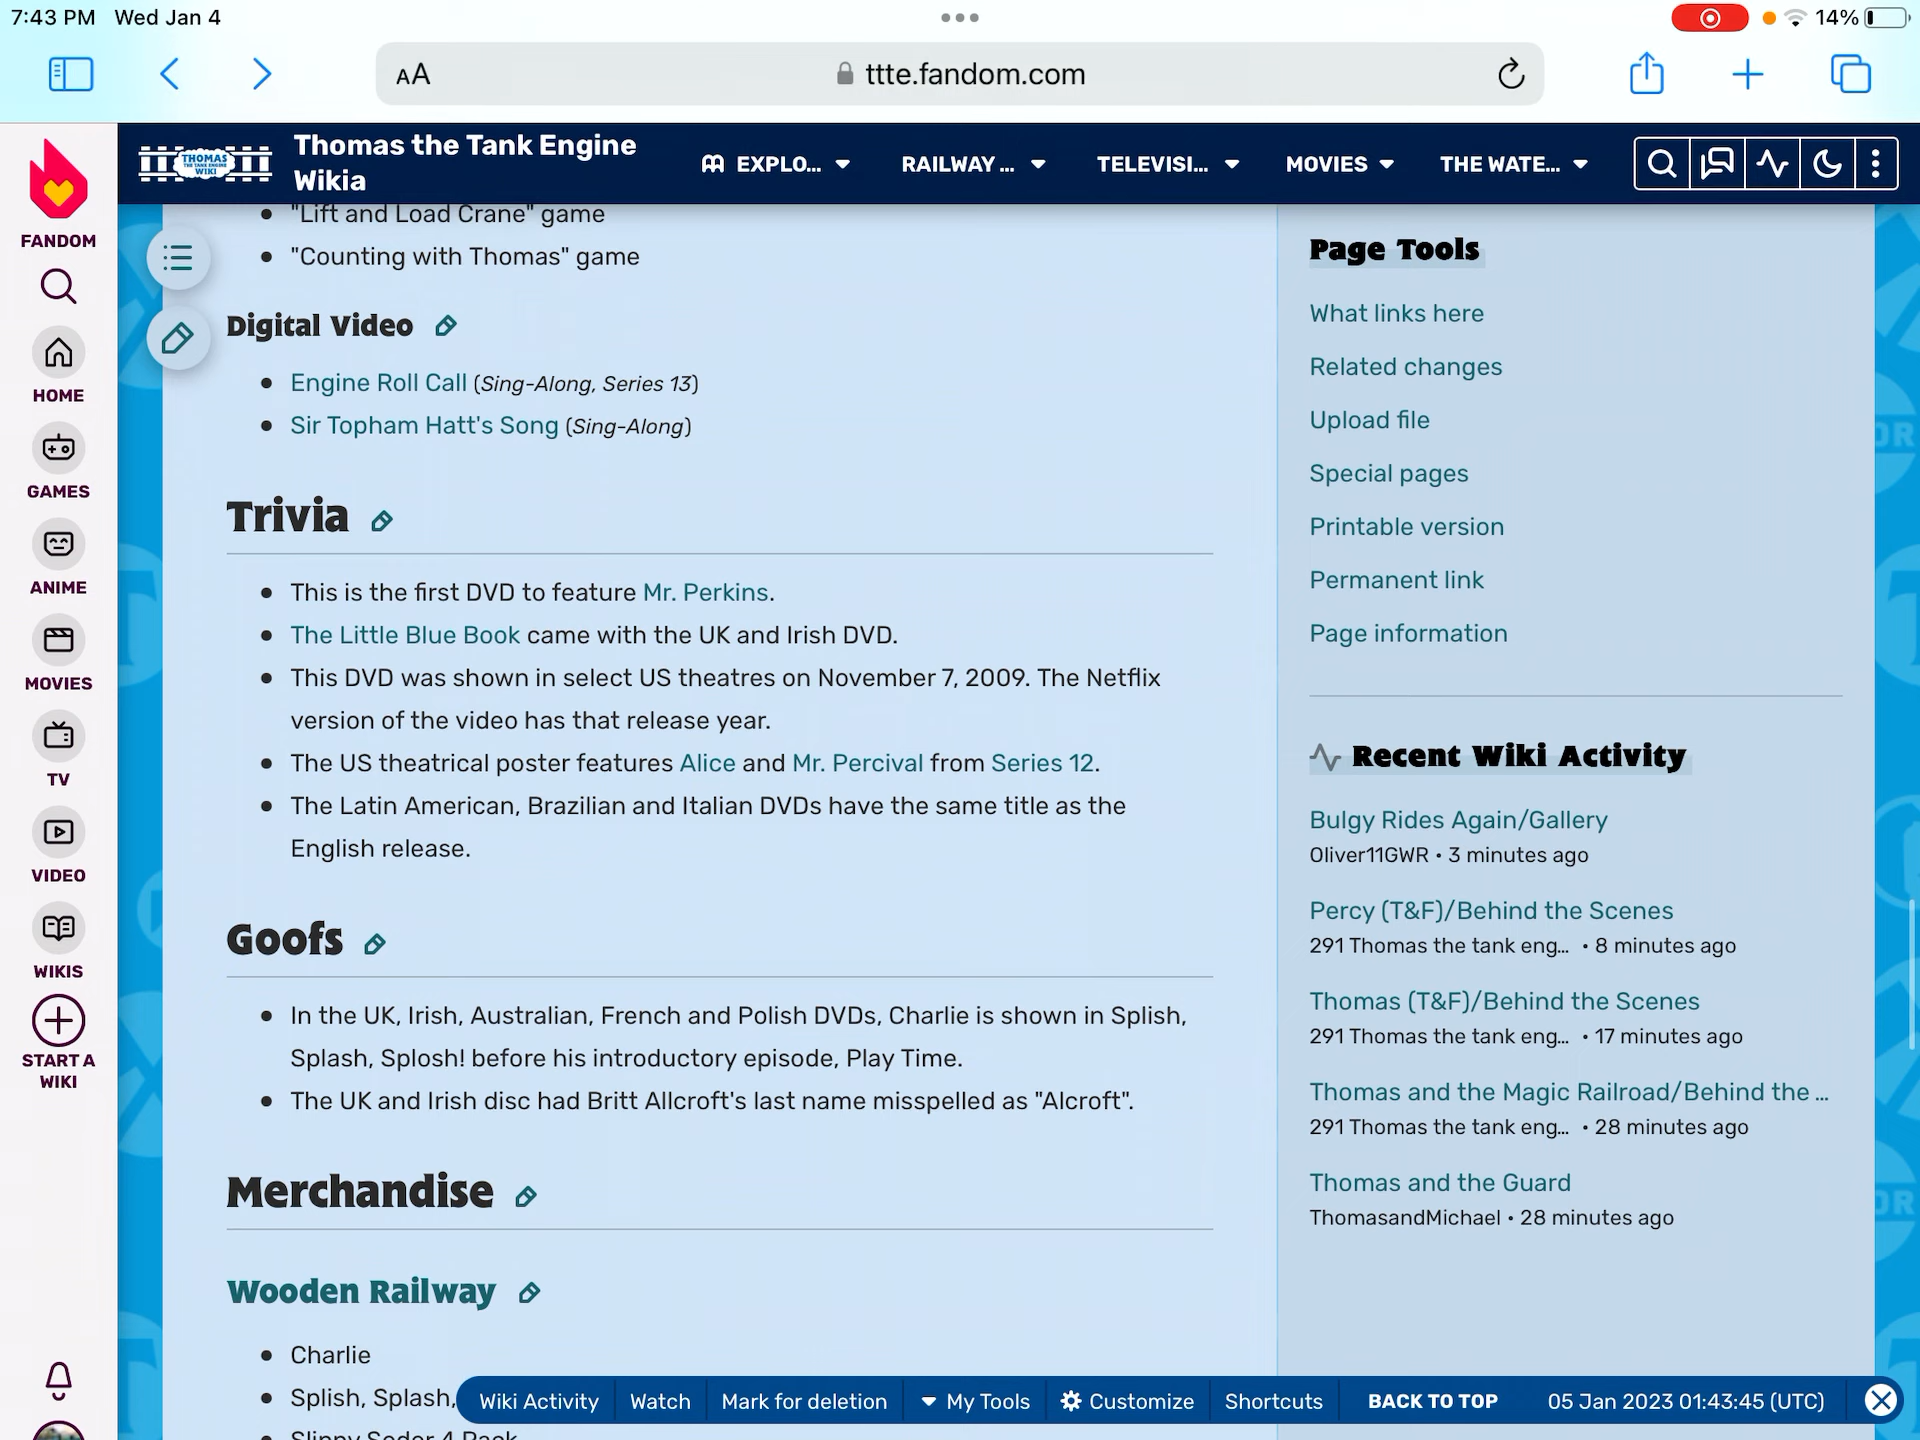 7:43 PM Wed Jan 4
14%
AA
ttte.fandom.com
THOMAS
THE TANK ENGINE
WIKI
Thomas the Tank Engine
Wikia
EXPLO...
RAILWAY ...
TELEVISI...
MOVIES
THE WATE...
FANDOM
HOME
GAMES
ANIME
MOVIES
TV
VIDEO
WIKIS
START A
WIKI
"Lift and Load Crane" game
"Counting with Thomas" game
Digital Video
Engine Roll Call (Sing-Along, Series 13)
Sir Topham Hatt's Song (Sing-Along)
Trivia
This is the first DVD to feature Mr. Perkins.
The Little Blue Book came with the UK and Irish DVD.
This DVD was shown in select US theatres on November 7, 2009. The Netflix
version of the video has that release year.
The US theatrical poster features Alice and Mr. Percival from Series 12.
The Latin American, Brazilian and Italian DVDs have the same title as the
English release.
Goofs
In the UK, Irish, Australian, French and Polish DVDs, Charlie is shown in Splish,
Splash, Splosh! before his introductory episode, Play Time.
The UK and Irish disc had Britt Allcroft's last name misspelled as "Alcroft".
Merchandise
Wooden Railway
Charlie
Splish, Splash,
Page Tools
What links here
Related changes
Upload file
Special pages
Printable version
Permanent link
Page information
Recent Wiki Activity
Bulgy Rides Again/Gallery
Oliver11GWR • 3 minutes ago
Percy (T&F)/Behind the Scenes
291 Thomas the tank eng... • 8 minutes ago
Thomas (T&F)/Behind the Scenes
291 Thomas the tank eng... • 17 minutes ago
Thomas and the Magic Railroad/Behind the ...
291 Thomas the tank eng... • 28 minutes ago
Thomas and the Guard
ThomasandMichael • 28 minutes ago
Wiki Activity
Watch
Mark for deletion
My Tools
Customize
Shortcuts
BACK TO TOP
05 Jan 2023 01:43:45 (UTC)